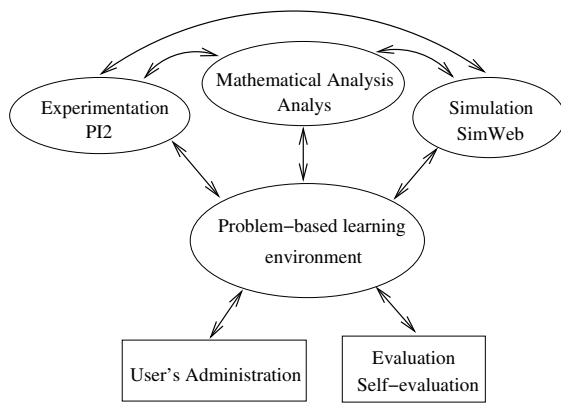 Mathematical Analysis
Analys
Experimentation
PI2
Simulation
SimWeb
Problem−based learning
environment
User's Administration
Evaluation
Self−evaluation